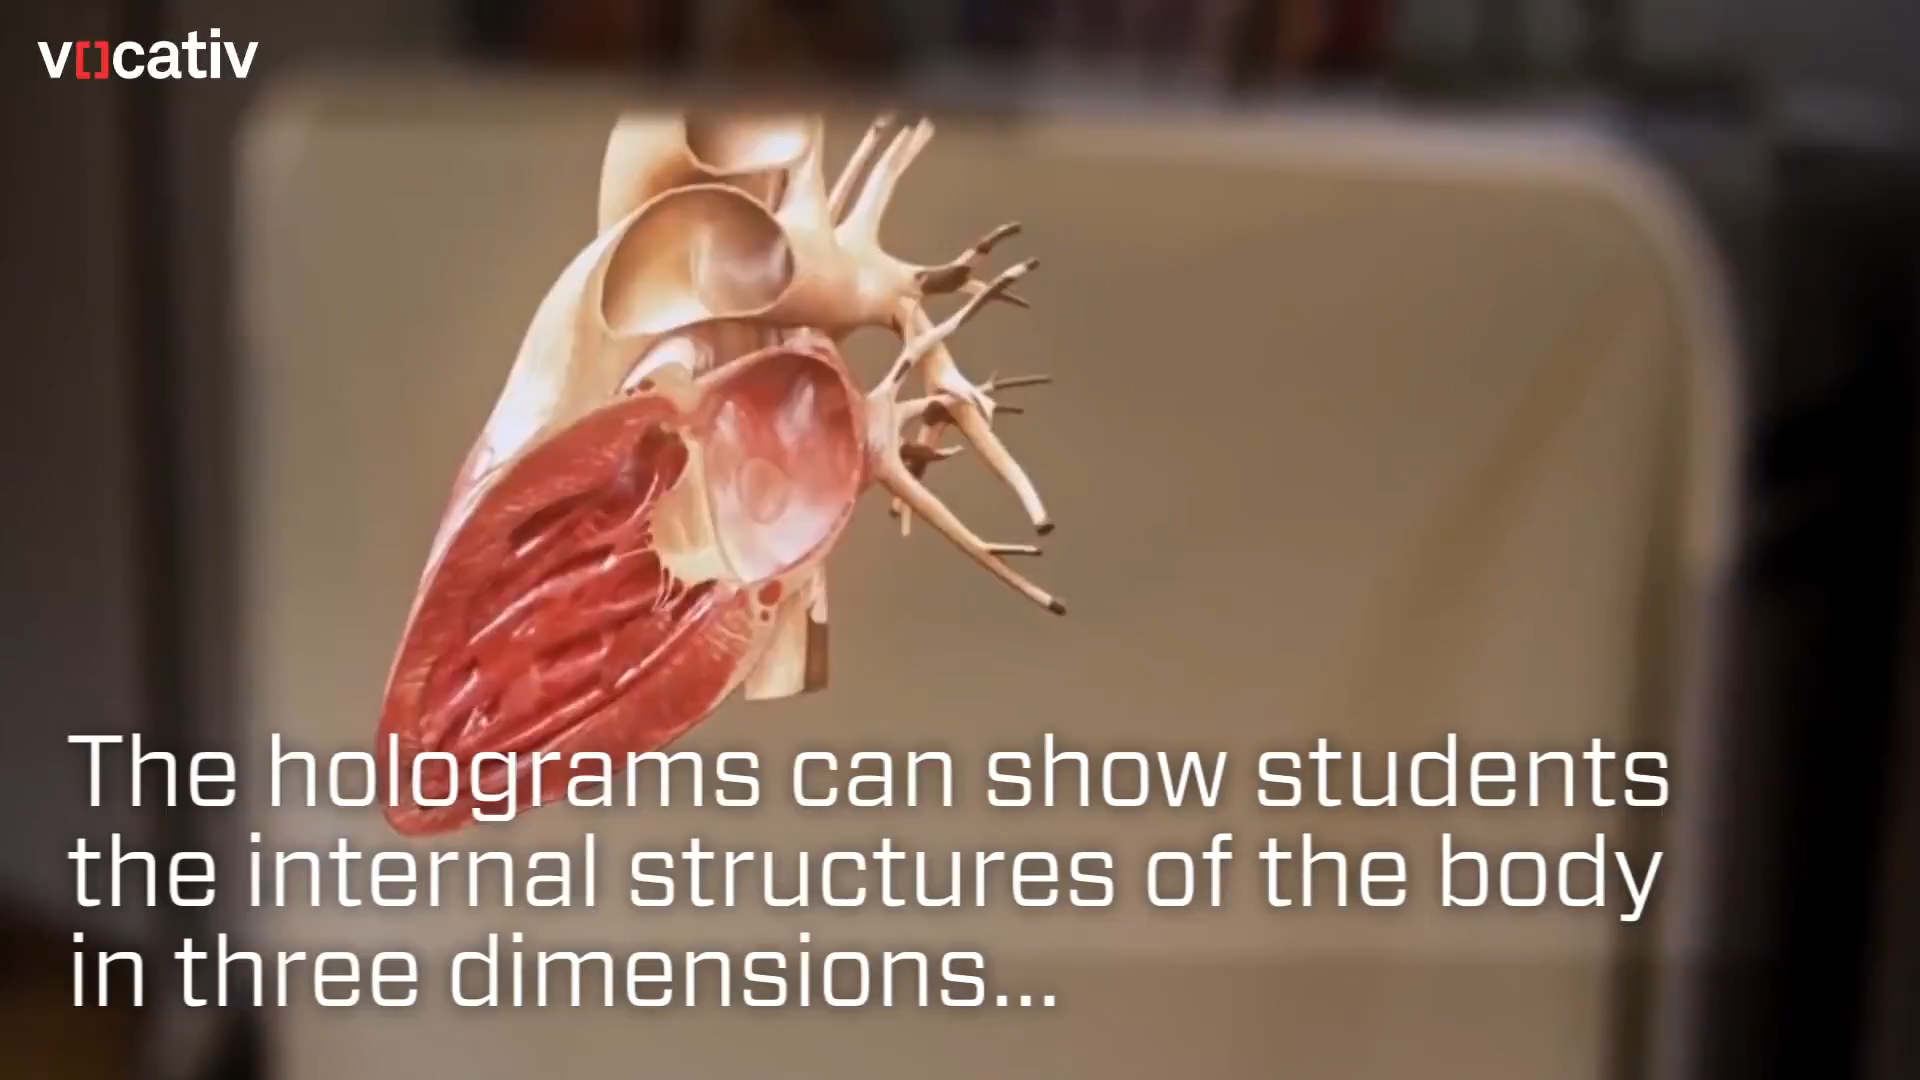 vocativ
The holograms can show students
the internal structures of the body
in three dimensions...